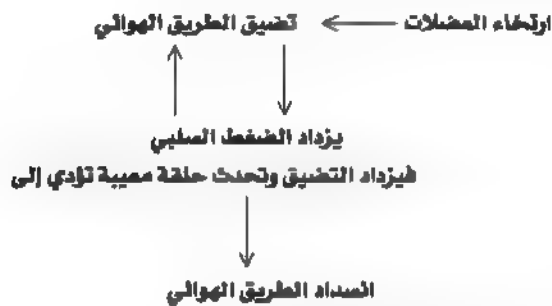 ارتخاء العضلات
تضيق الطريق الهوائي
يزداد الضغط السلبي
فيزداد التضيق وتحدث حلقة معيبة تؤدي إلى
انسداد الطريق الهوائي